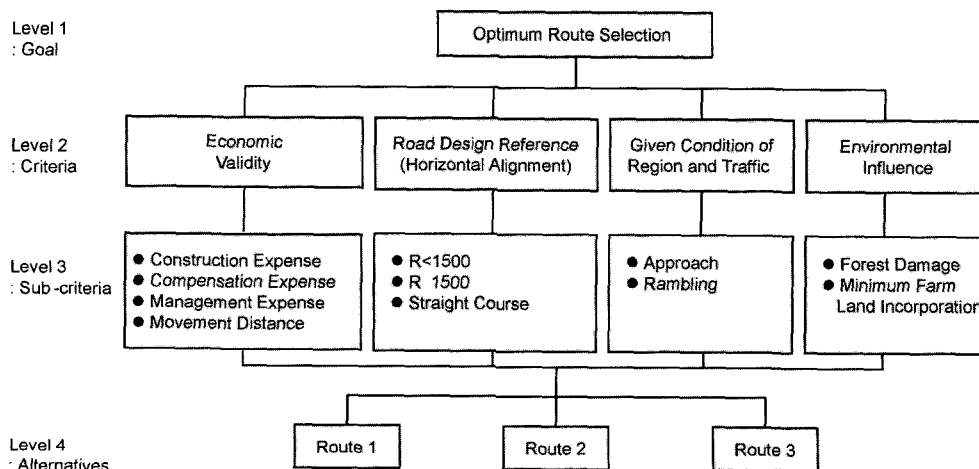 Level 1
: Goal
Optimum Route Selection
Level 2
: Criteria
Economic
Validity
Road Design Reference
(Horizontal Alignment)
Given Condition of
Region and Traffic
Environmental
Influence
Level 3
: Sub-criteria
● Construction Expense
● Compensation Expense
● Management Expense
● Movement Distance
● R<1500
● R 1500
● Straight Course
● Approach
● Rambling
● Forest Damage
● Minimum Farm
Land Incorporation
Level 4
: Alternatives
Route 1
Route 2
Route 3